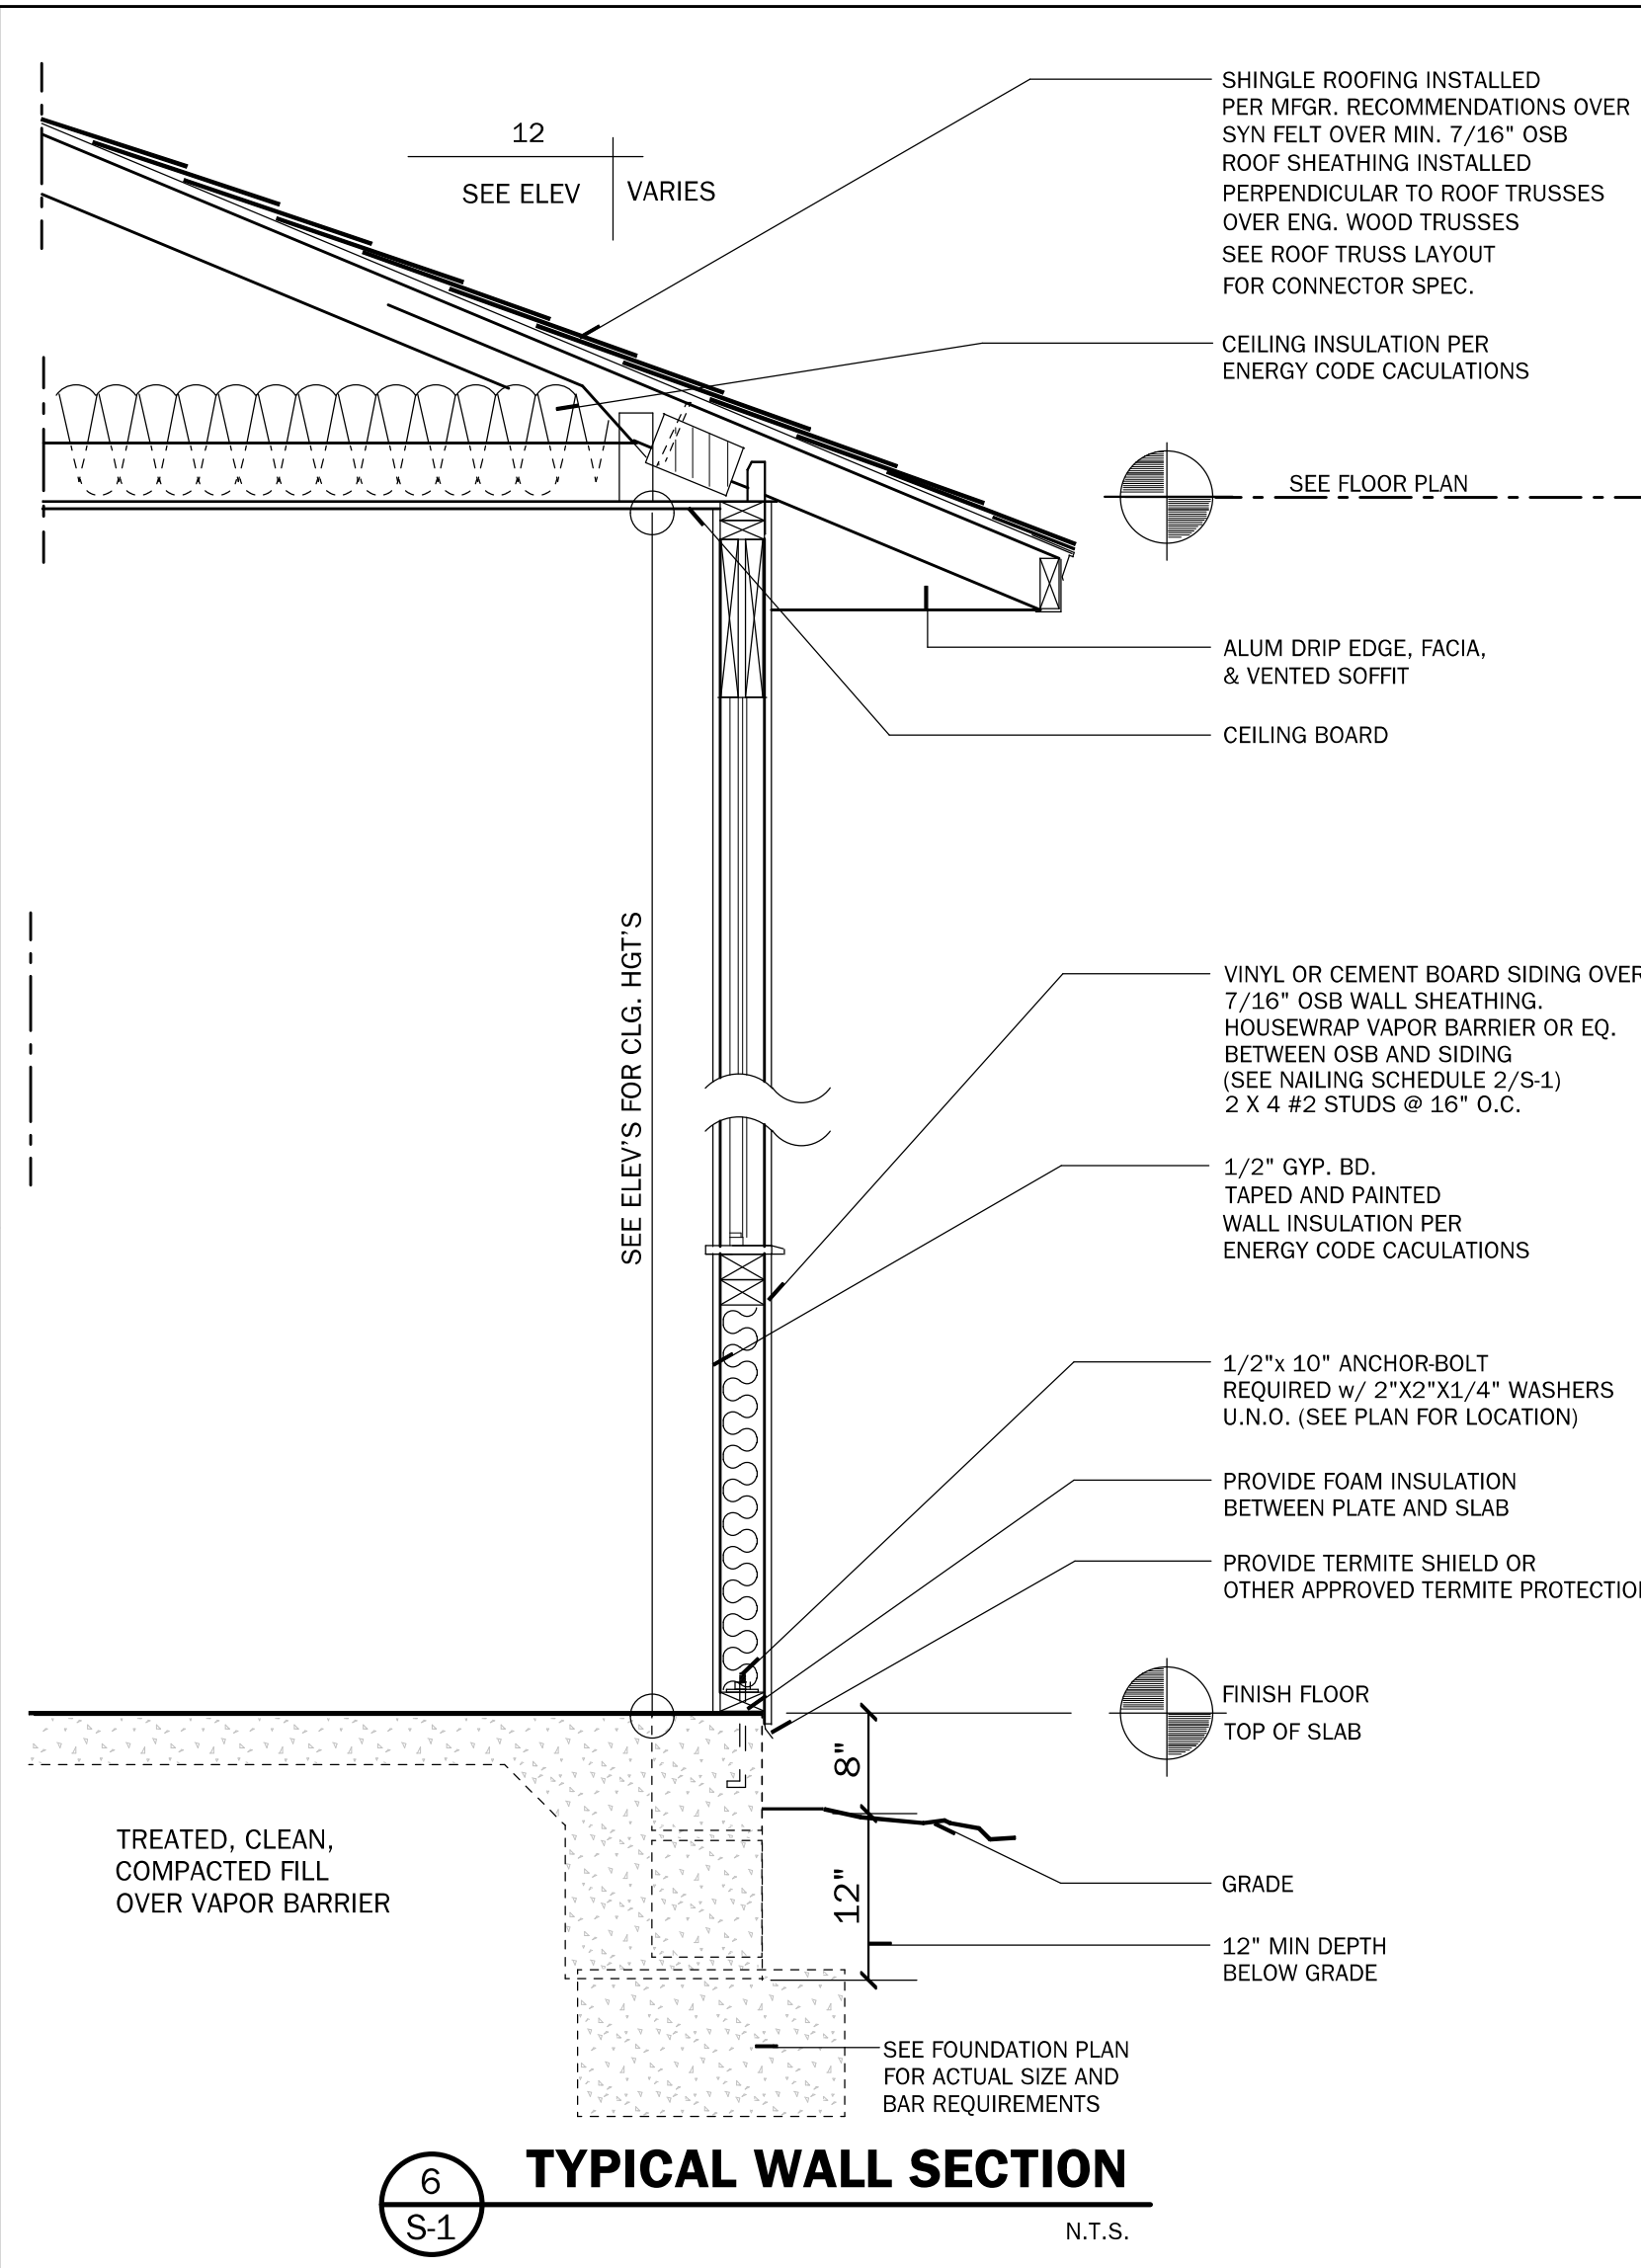 12
SEE ELEV VARIES
SHINGLE ROOFING INSTALLED
PER MFGR. RECOMMENDATIONS OVER
SYN FELT OVER MIN. 7/16" OSB
ROOF SHEATHING INSTALLED
PERPENDICULAR TO ROOF TRUSSES
OVER ENG. WOOD TRUSSES
SEE ROOF TRUSS LAYOUT
FOR CONNECTOR SPEC.
CEILING INSULATION PER
ENERGY CODE CACULATIONS
SEE FLOOR PLAN
ALUM DRIP EDGE, FACIA,
& VENTED SOFFIT
CEILING BOARD
SEE ELEV'S FOR CLG. HGT'S
VINYL OR CEMENT BOARD SIDING OVER
7/16" OSB WALL SHEATHING.
HOUSEWRAP VAPOR BARRIER OR EQ.
BETWEEN OSB AND SIDING
(SEE NAILING SCHEDULE 2/S-1)
2 X 4 #2 STUDS @ 16" O.C.
1/2" GYP. BD.
TAPED AND PAINTED
WALL INSULATION PER
ENERGY CODE CACULATIONS
1/2"x 10" ANCHOR-BOLT
REQUIRED w/ 2"X2"X1/4" WASHERS
U.N.O. (SEE PLAN FOR LOCATION)
PROVIDE FOAM INSULATION
BETWEEN PLATE AND SLAB
PROVIDE TERMITE SHIELD OR
OTHER APPROVED TERMITE PROTECTION
FINISH FLOOR
TOP OF SLAB
8"
12"
TREATED, CLEAN,
COMPACTED FILL
OVER VAPOR BARRIER
GRADE
12" MIN DEPTH
BELOW GRADE
SEE FOUNDATION PLAN
FOR ACTUAL SIZE AND
BAR REQUIREMENTS
6
S-1
TYPICAL WALL SECTION
N.T.S.